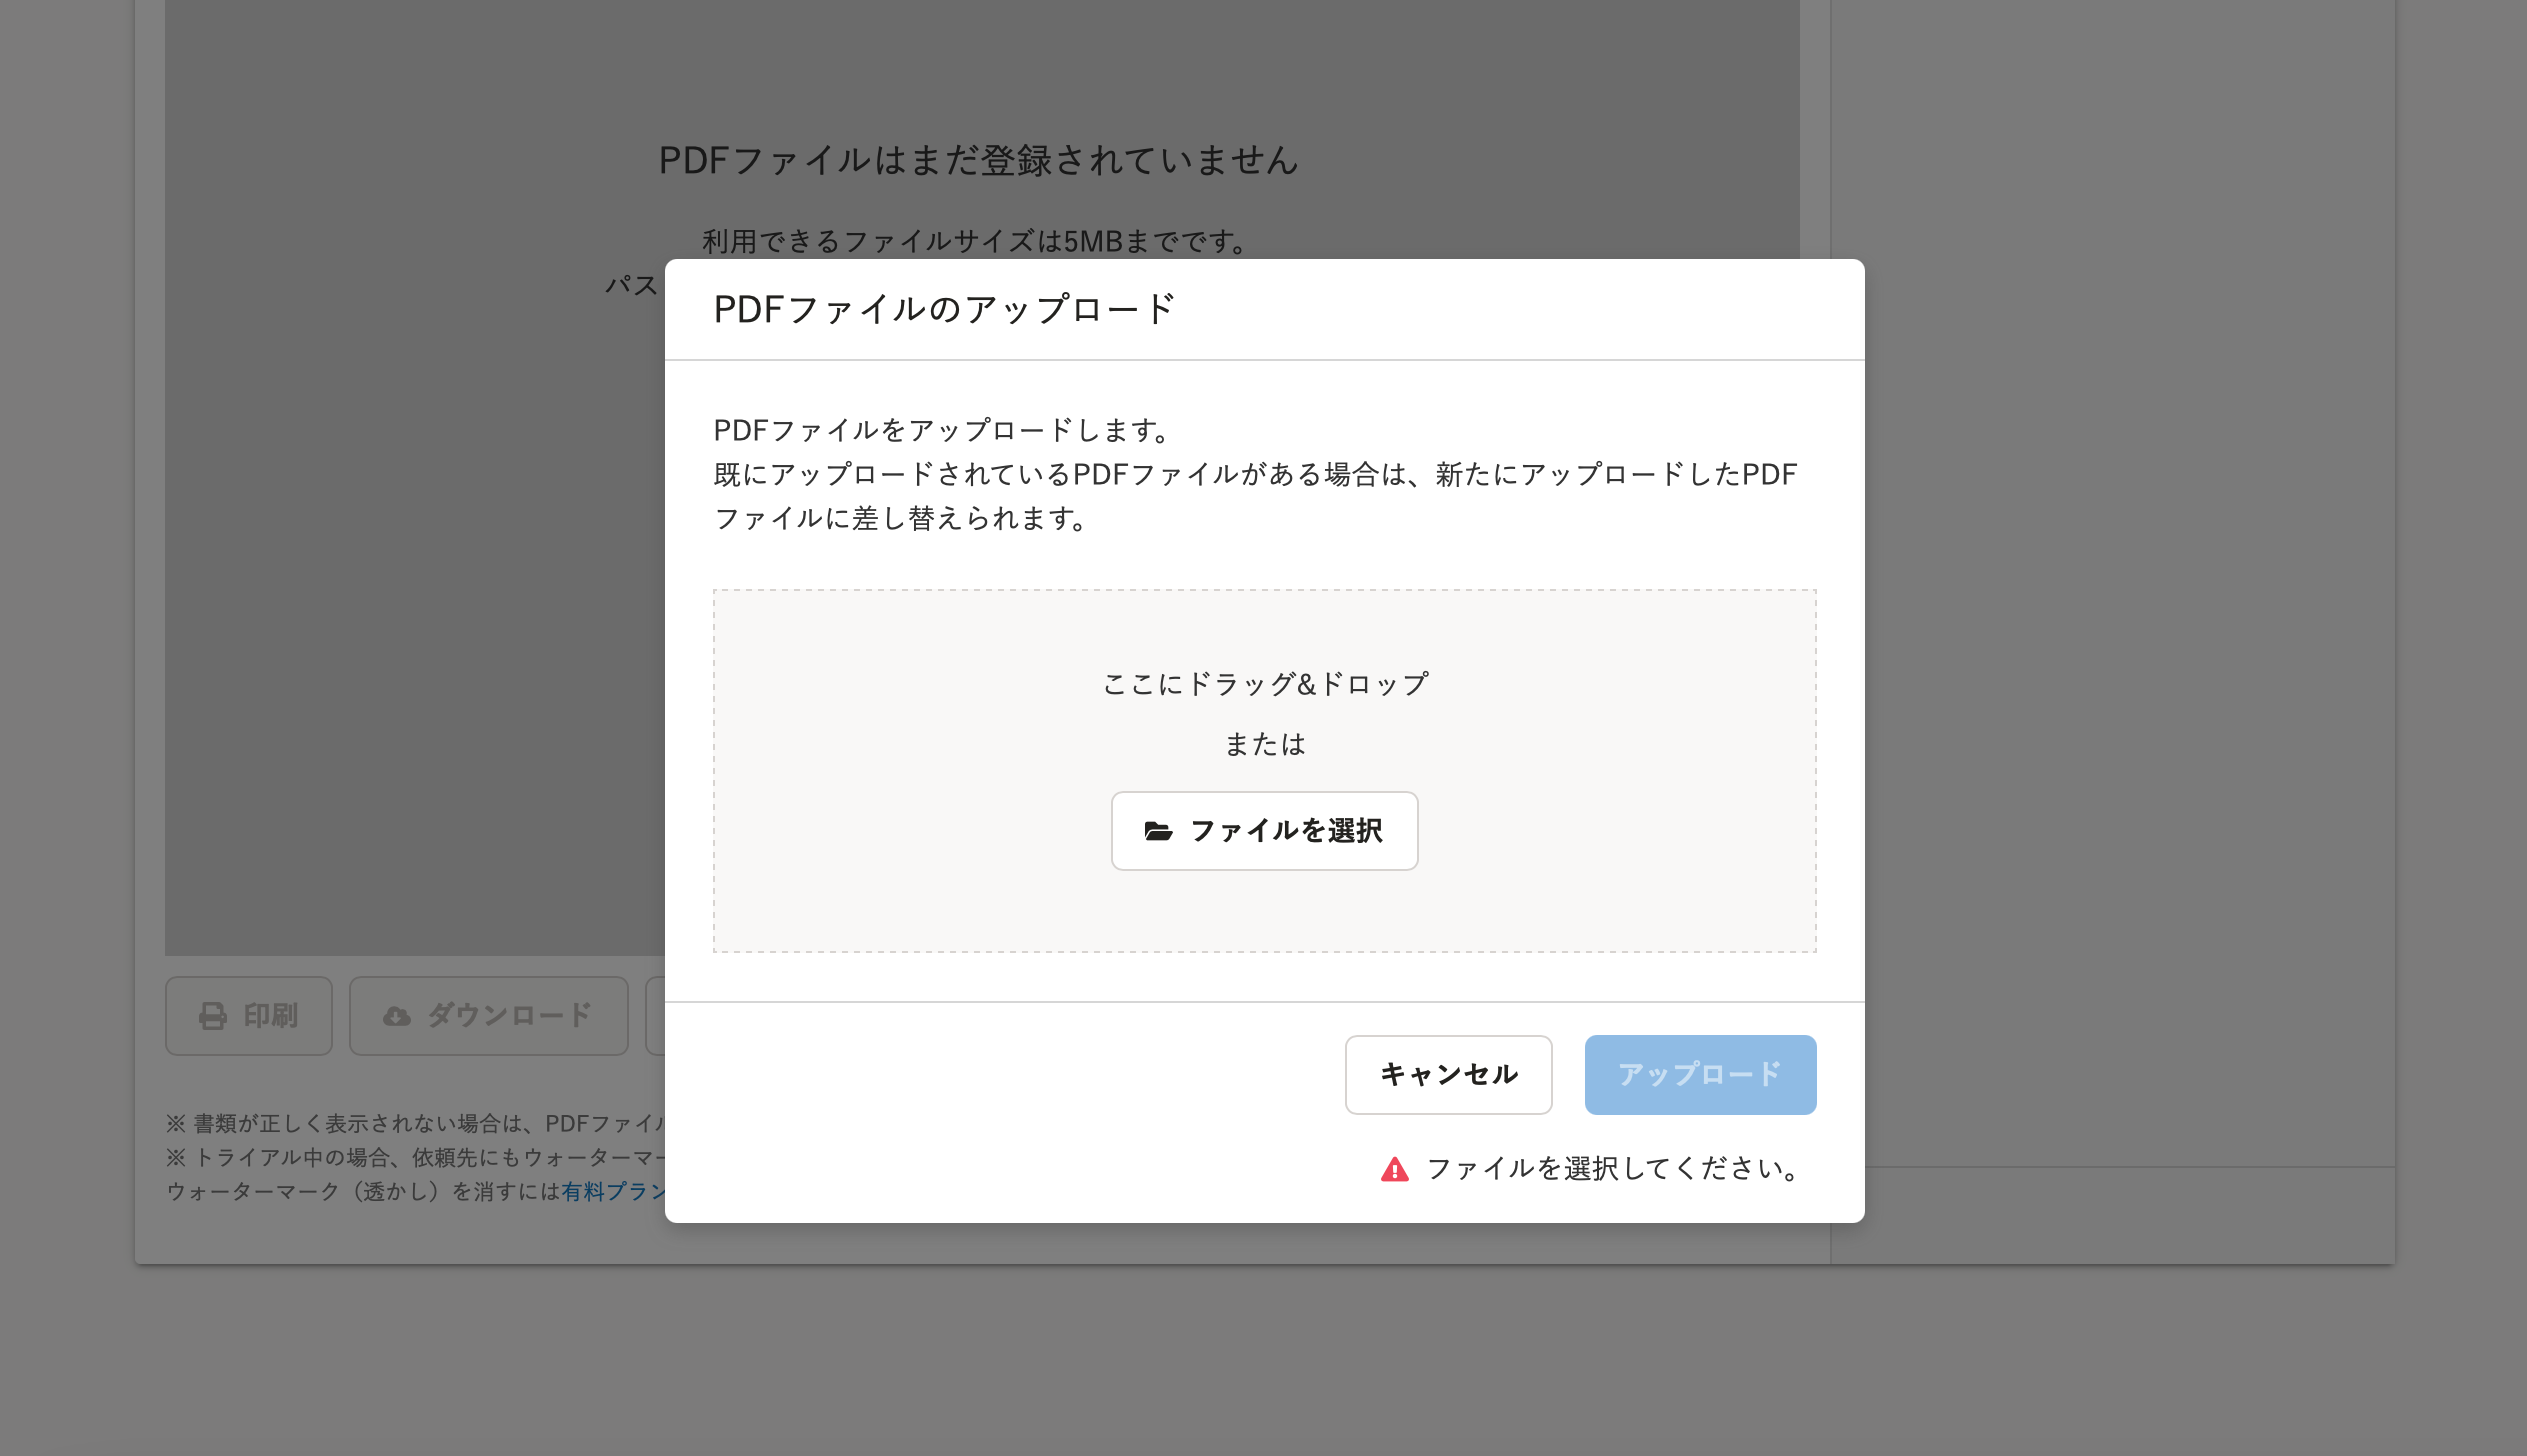 PDFファイルはまだ登録されていません
利用できるファイルサイズは5MBまでです。
パス
PDFファイルのアップロード
PDFファイルをアップロードします。
既にアップロードされているPDFファイルがある場合は、新たにアップロードしたPDF
ファイルに差し替えられます。
ここにドラッグ&ドロップ
または
ファイルを選択
印刷
ダウンロード
キャンセル
アップロード
ファイルを選択してください。
※ 書類が正しく表示されない場合は、PDFファイル
※ トライアル中の場合、依頼先にもウォーターマー
ウォーターマーク（透かし）を消すには有料プラン